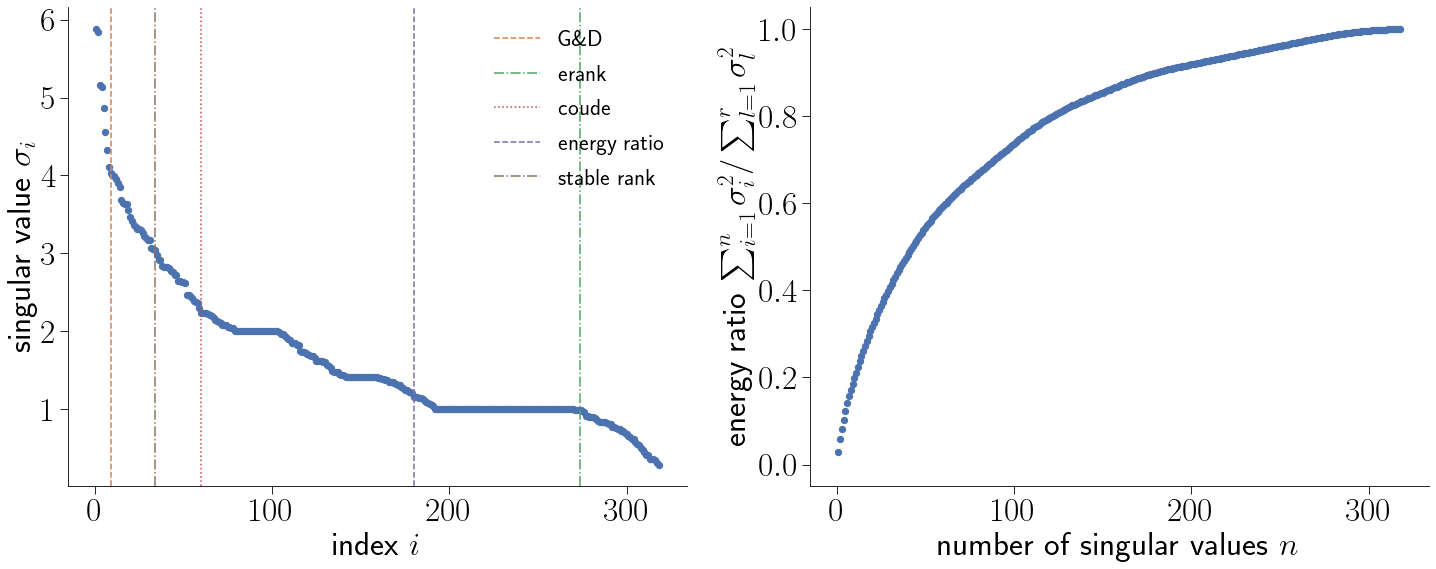 6
5
4
3
2
1
singular value σ_i
0 100 200 300
index i
G&D
erank
coude
energy ratio
stable rank
1.0
0.8
0.6
0.4
0.2
0.0
energy ratio ∑_{i=1}^{n} σ_i^2 / ∑_{l=1}^{r} σ_l^2
0 100 200 300
number of singular values n